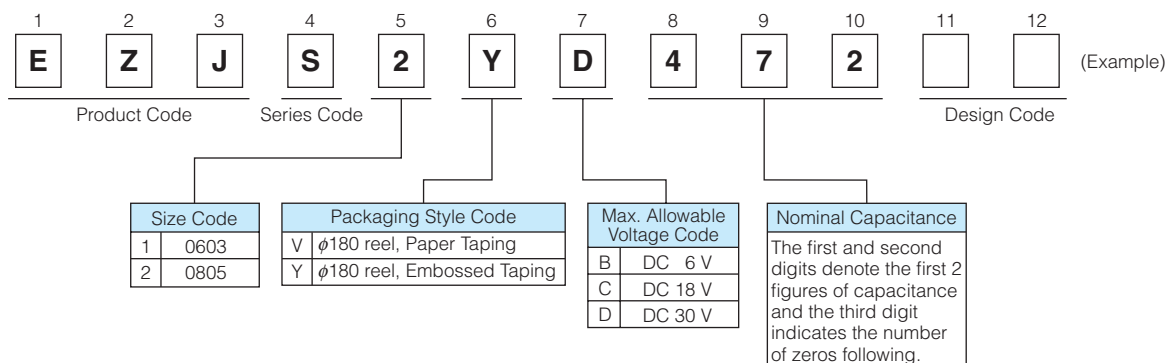 1 2 3 4 5 6 7 8 9 10 11 12
E Z J S 2 Y D 4 7 2 (Example)
Product Code Series Code Design Code
Size Code
1 0603
2 0805
Packaging Style Code
V ϕ180 reel, Paper Taping
Y ϕ180 reel, Embossed Taping
Max. Allowable
Voltage Code
B DC 6 V
C DC 18 V
D DC 30 V
Nominal Capacitance
The first and second
digits denote the first 2
figures of capacitance
and the third digit
indicates the number
of zeros following.